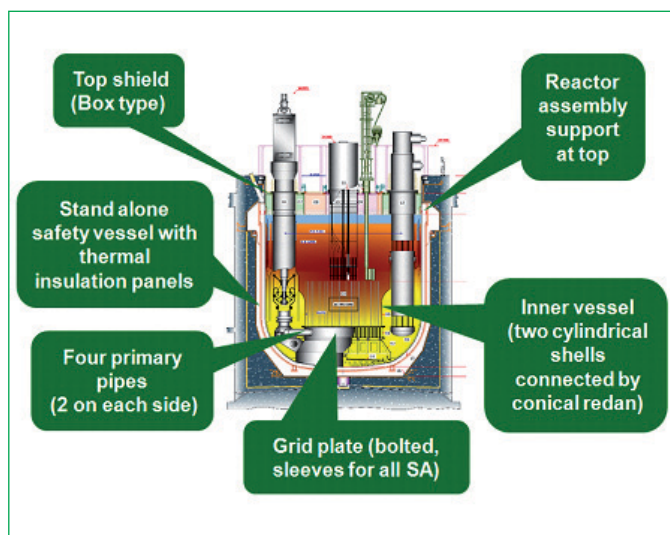 Top shield
(Box type)
Reactor
assembly
support
at top
Stand alone
safety vessel with
thermal
insulation panels
Inner vessel
(two cylindrical
shells
connected by
conical redan)
Four primary
pipes
(2 on each side)
Grid plate (bolted,
sleeves for all SA)